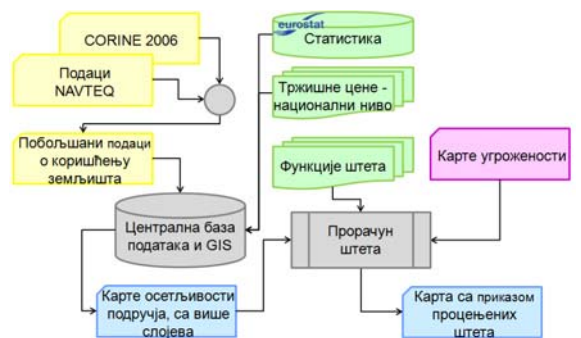 CORINE 2006
Подаци
NAVTEQ
eurostat
Статистика
Тржишне цене -
национални ниво
Побољшани подаци
о коришћењу
земљишта
Функције штета
Карте угрожености
Централна база
података и GIS
Прорачун
штета
Карте осетљивости
подручја, са више
слојева
Карта са приказом
процењених
штета